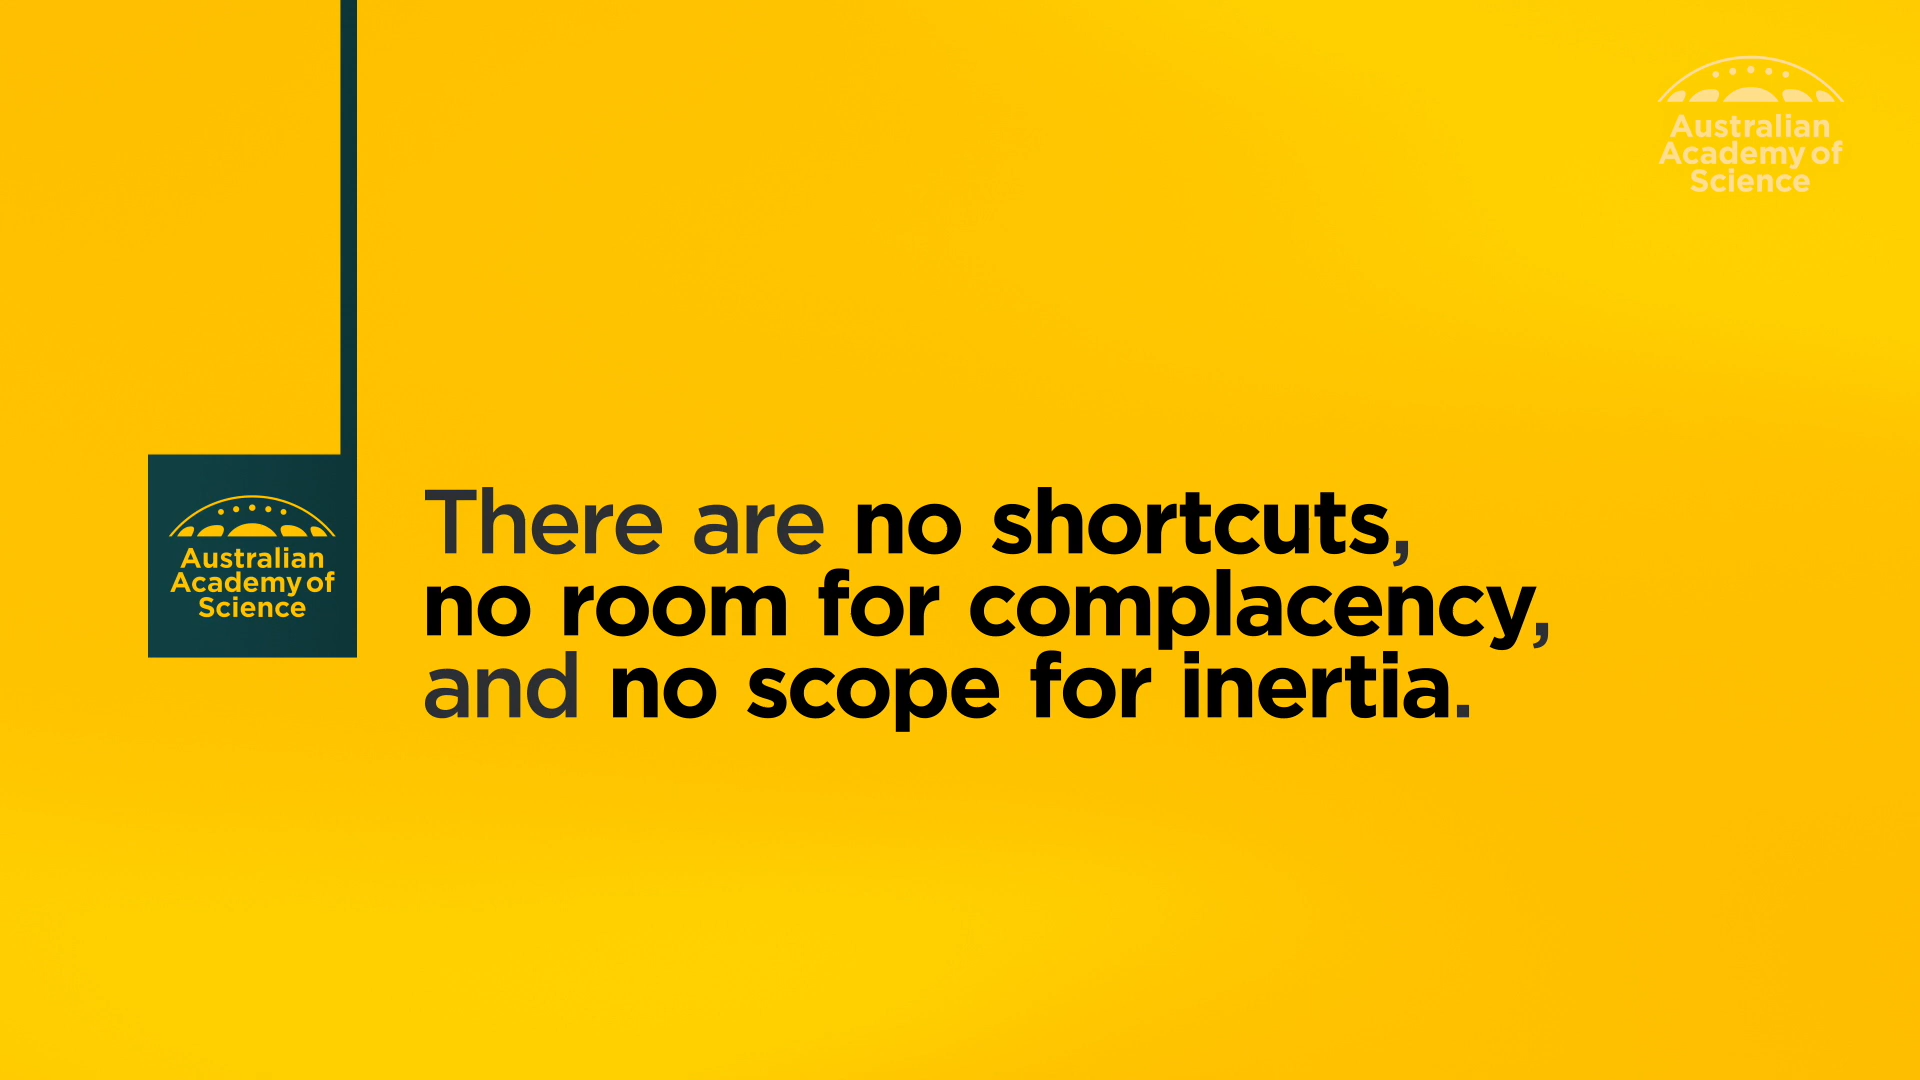 Australian
Academy of
Science
Australian
Academy of
Science
There are no shortcuts,
no room for complacency,
and no scope for inertia.